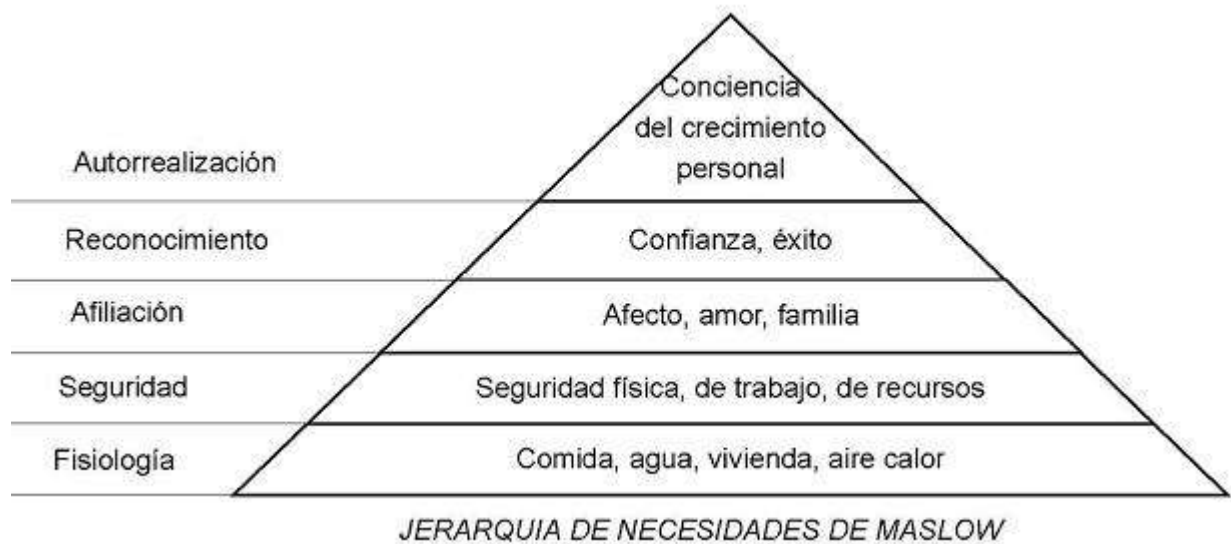 Conciencia
del crecimiento
personal
Autorrealización
Reconocimiento
Confianza, éxito
Afiliación
Afecto, amor, familia
Seguridad
Seguridad física, de trabajo, de recursos
Fisiología
Comida, agua, vivienda, aire calor
JERARQUIA DE NECESIDADES DE MASLOW